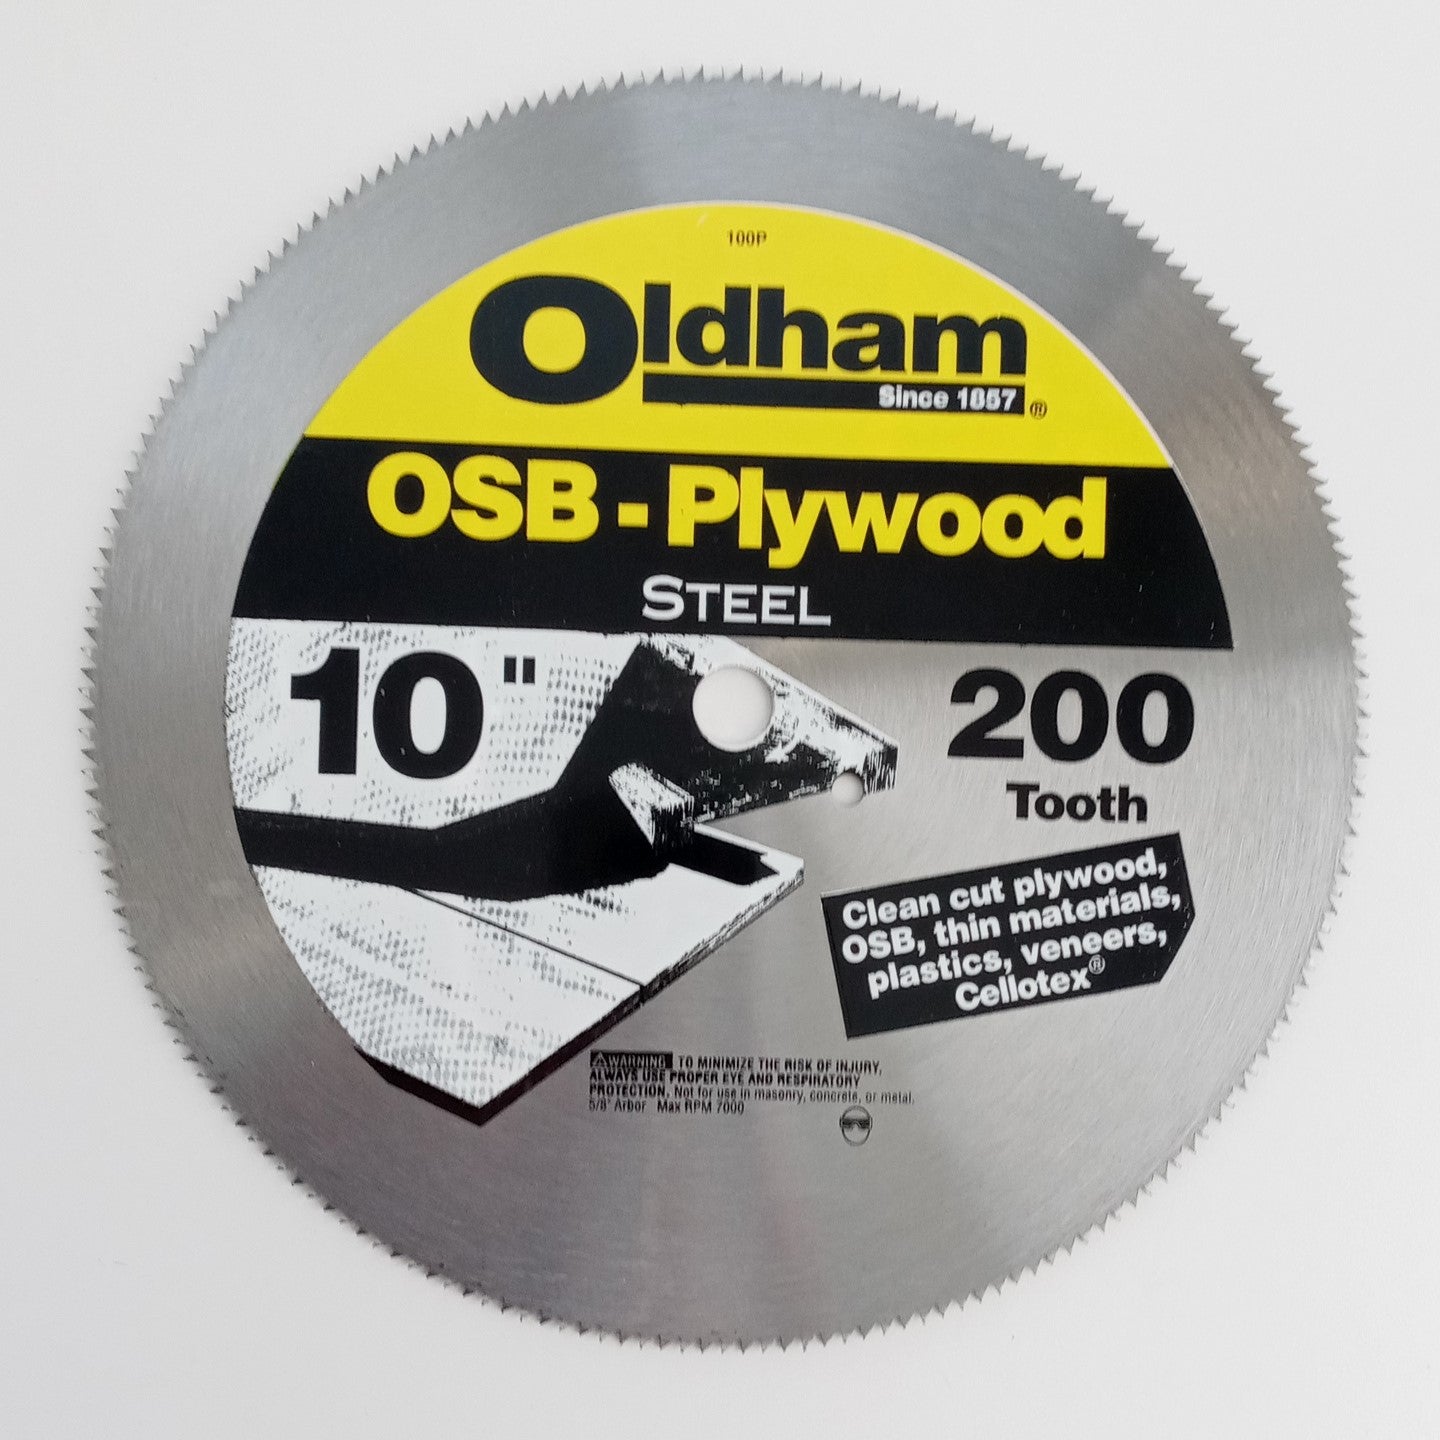 100P
Oldham
Since 1857 ®
OSB - Plywood
STEEL
10"
200
Tooth
Clean cut plywood,
OSB, thin materials,
plastics, veneers,
Cellotex®
WARNING TO MINIMIZE THE RISK OF INJURY,
ALWAYS USE PROPER EYE AND RESPIRATORY
PROTECTION. Not for use in masonry, concrete, or metal.
5/8" Arbor Max RPM 7000